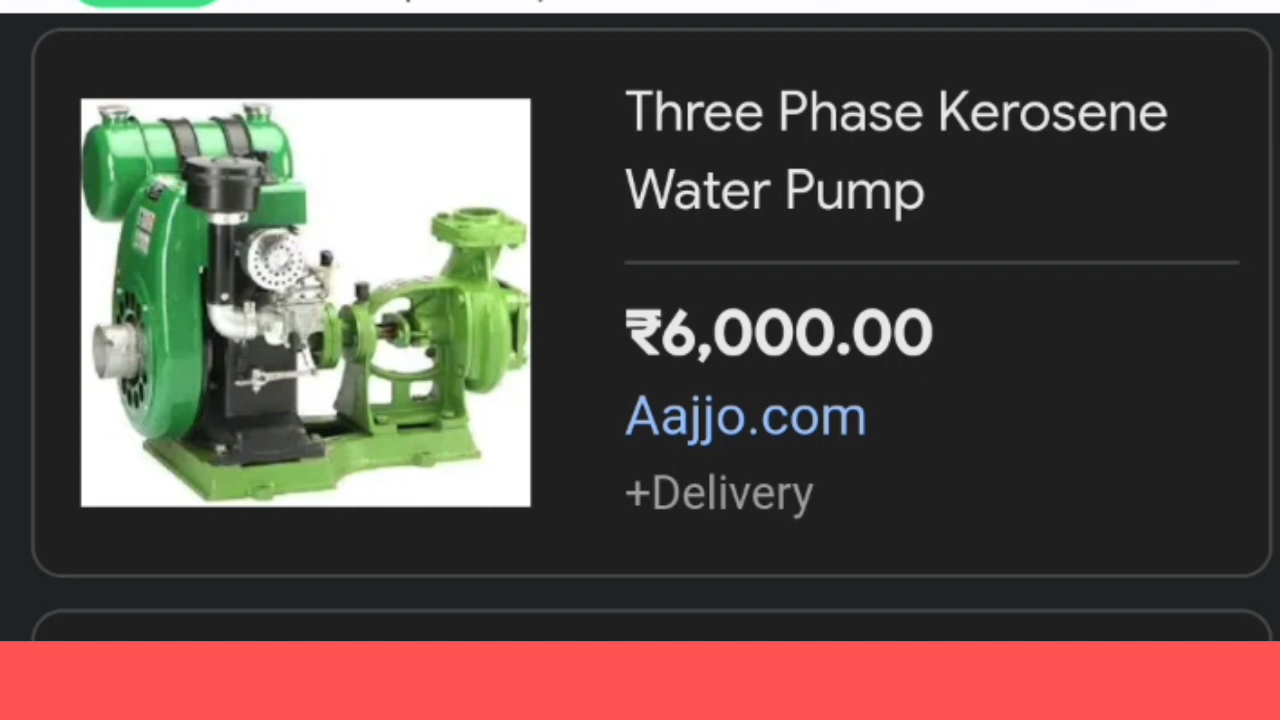 Three Phase Kerosene
Water Pump
₹6,000.00
Aajjo.com
+Delivery